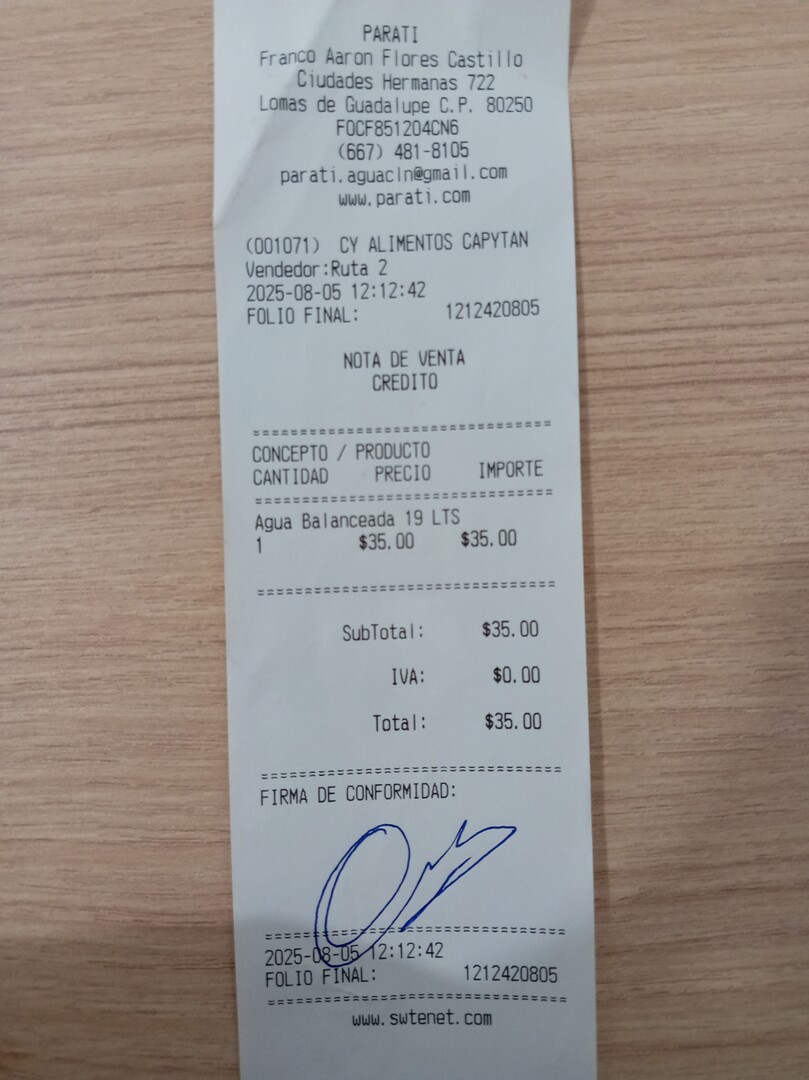 PARATI
Franco Aaron Flores Castillo
Ciudades Hermanas 722
Lomas de Guadalupe C.P. 80250
FOCF851204CN6
(667) 481-8105
parati.aguacln@gmail.com
www.parati.com
(001071) CY ALIMENTOS CAPYTAN
Vendedor:Ruta 2
2025-08-05 12:12:42
FOLIO FINAL: 1212420805
NOTA DE VENTA
CREDITO
================================
CONCEPTO / PRODUCTO
CANTIDAD PRECIO IMPORTE
================================
Agua Balanceada 19 LTS
1 $35.00 $35.00
================================
SubTotal: $35.00
IVA: $0.00
Total: $35.00
================================
FIRMA DE CONFORMIDAD:
================================
2025-08-05 12:12:42
FOLIO FINAL: 1212420805
================================
www.swtenet.com